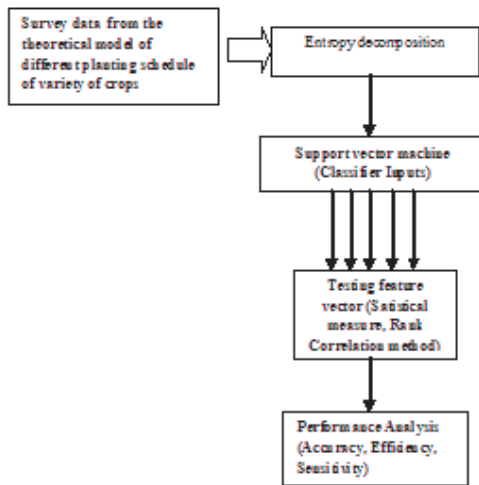 Survey data from the
theoretical model of
different planting schedule
of variety of crops
Entropy decomposition
Support vector machine
(Classifier Inputs)
Testing feature
vector (Satistical
measure, Rank
Correlation method)
Performance Analysis
(Accuracy, Efficiency,
Sensitivity)